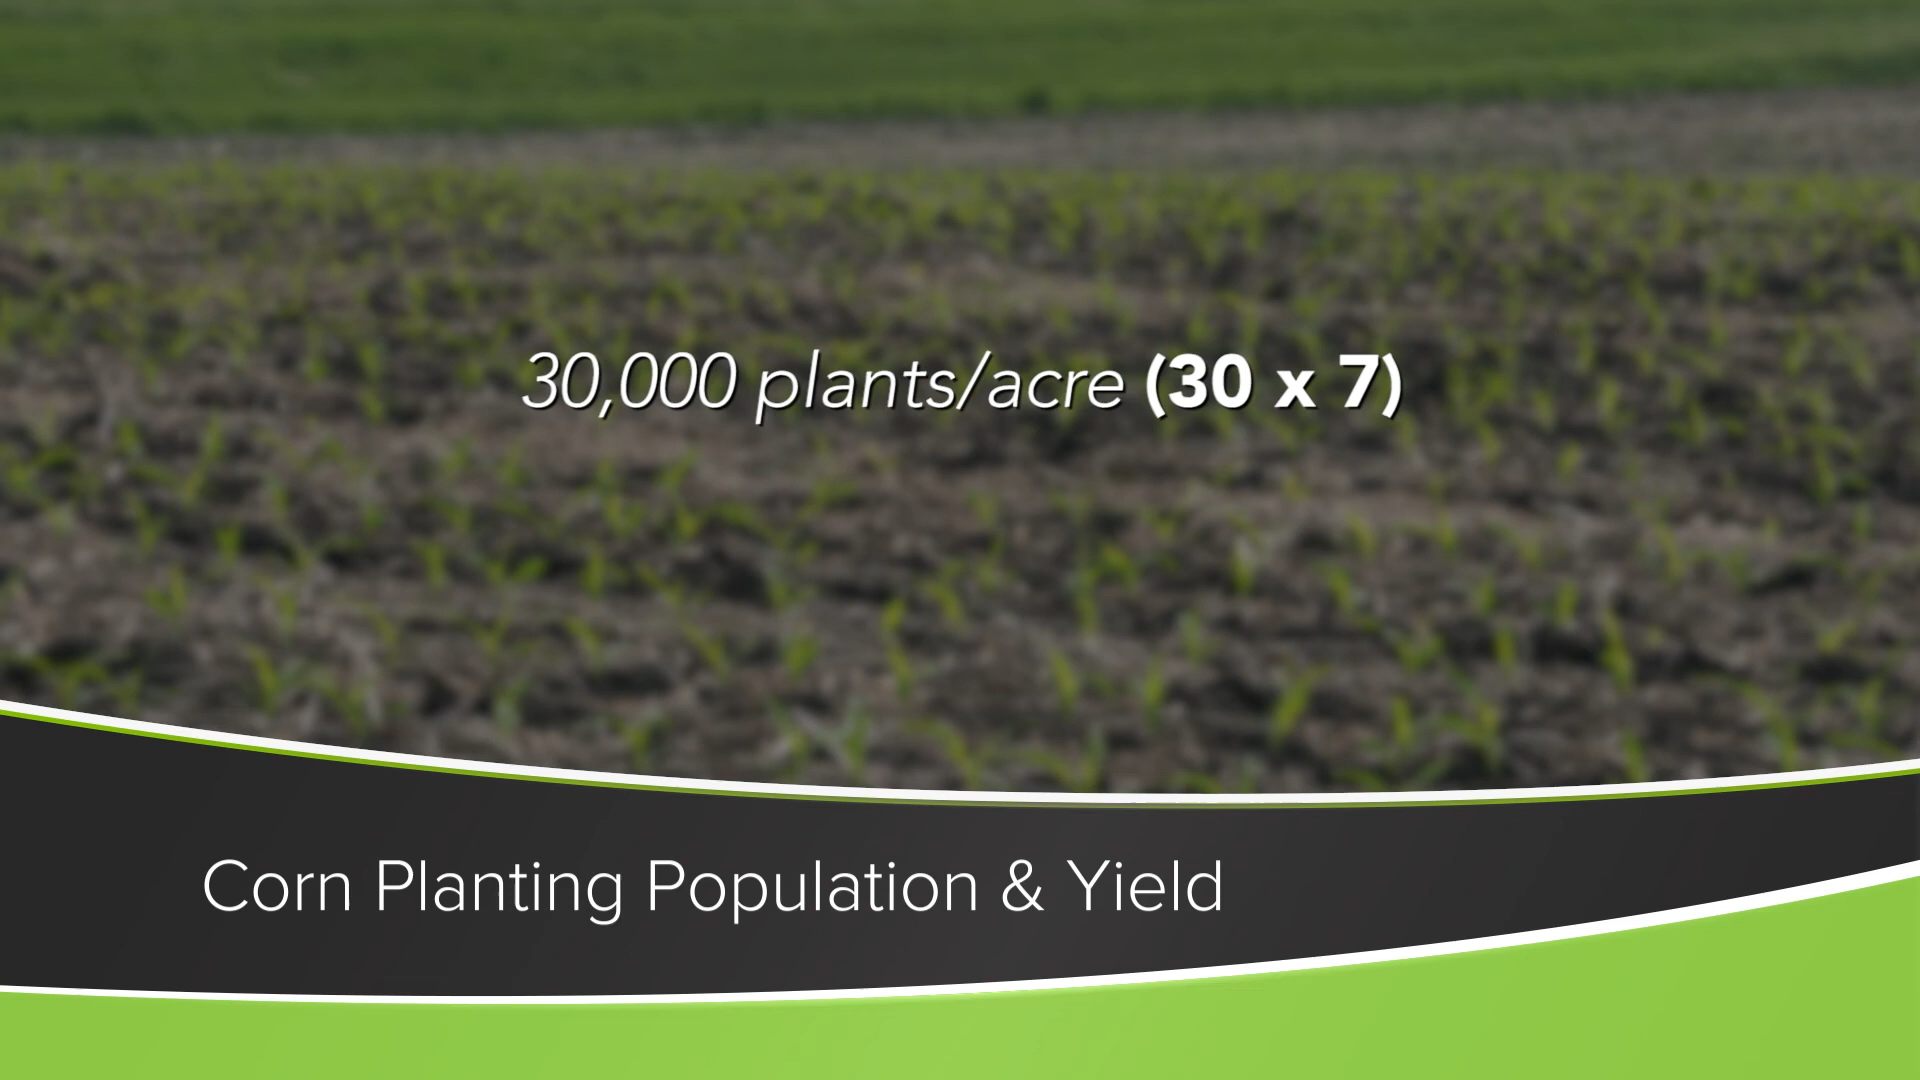 30,000 plants/acre (30 x 7)
Corn Planting Population & Yield